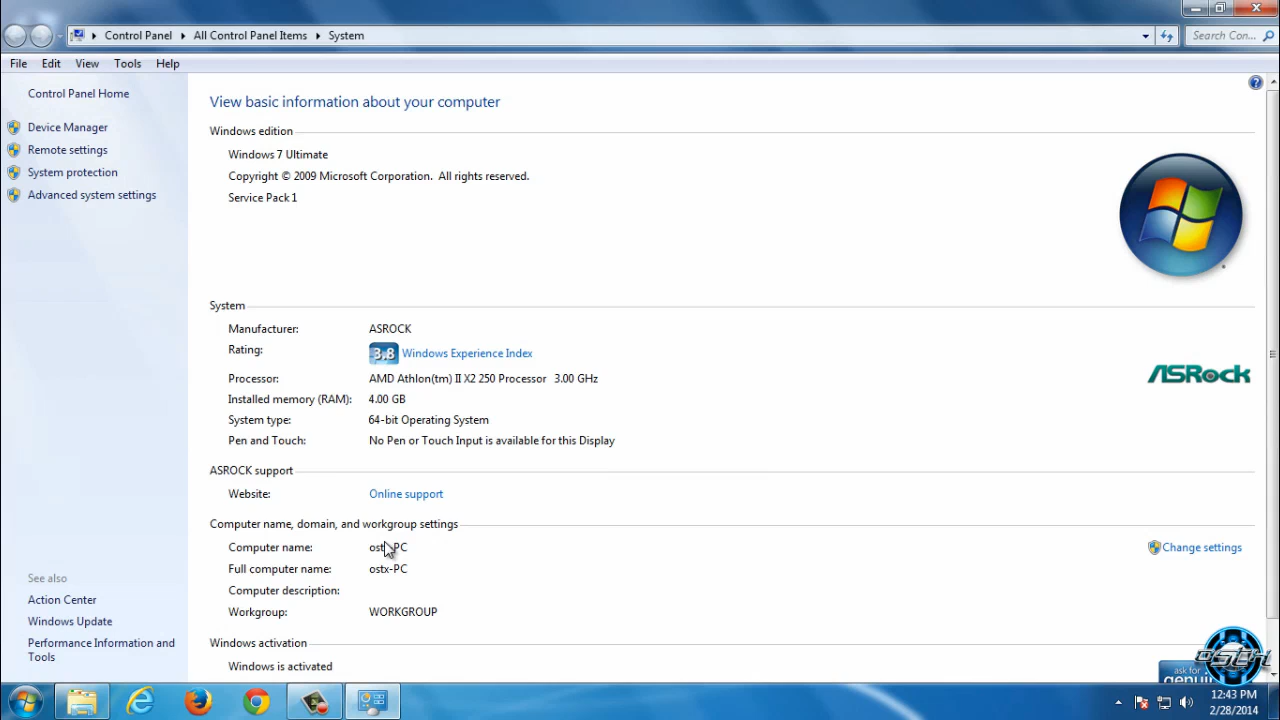 Control Panel All Control Panel Items System Search Con...
File Edit View Tools Help
Control Panel Home
Device Manager
Remote settings
System protection
Advanced system settings
See also
Action Center
Windows Update
Performance Information and
Tools
View basic information about your computer
Windows edition
Windows 7 Ultimate
Copyright © 2009 Microsoft Corporation. All rights reserved.
Service Pack 1
System
Manufacturer: ASROCK
Rating: 3.8 Windows Experience Index
Processor: AMD Athlon(tm) II X2 250 Processor 3.00 GHz
Installed memory (RAM): 4.00 GB
System type: 64-bit Operating System
Pen and Touch: No Pen or Touch Input is available for this Display
ASRock
ASROCK support
Website: Online support
Computer name, domain, and workgroup settings
Computer name: ostx-PC
Change settings
Full computer name: ostx-PC
Computer description:
Workgroup: WORKGROUP
Windows activation
Windows is activated
ask for
12:43 PM
2/28/2014